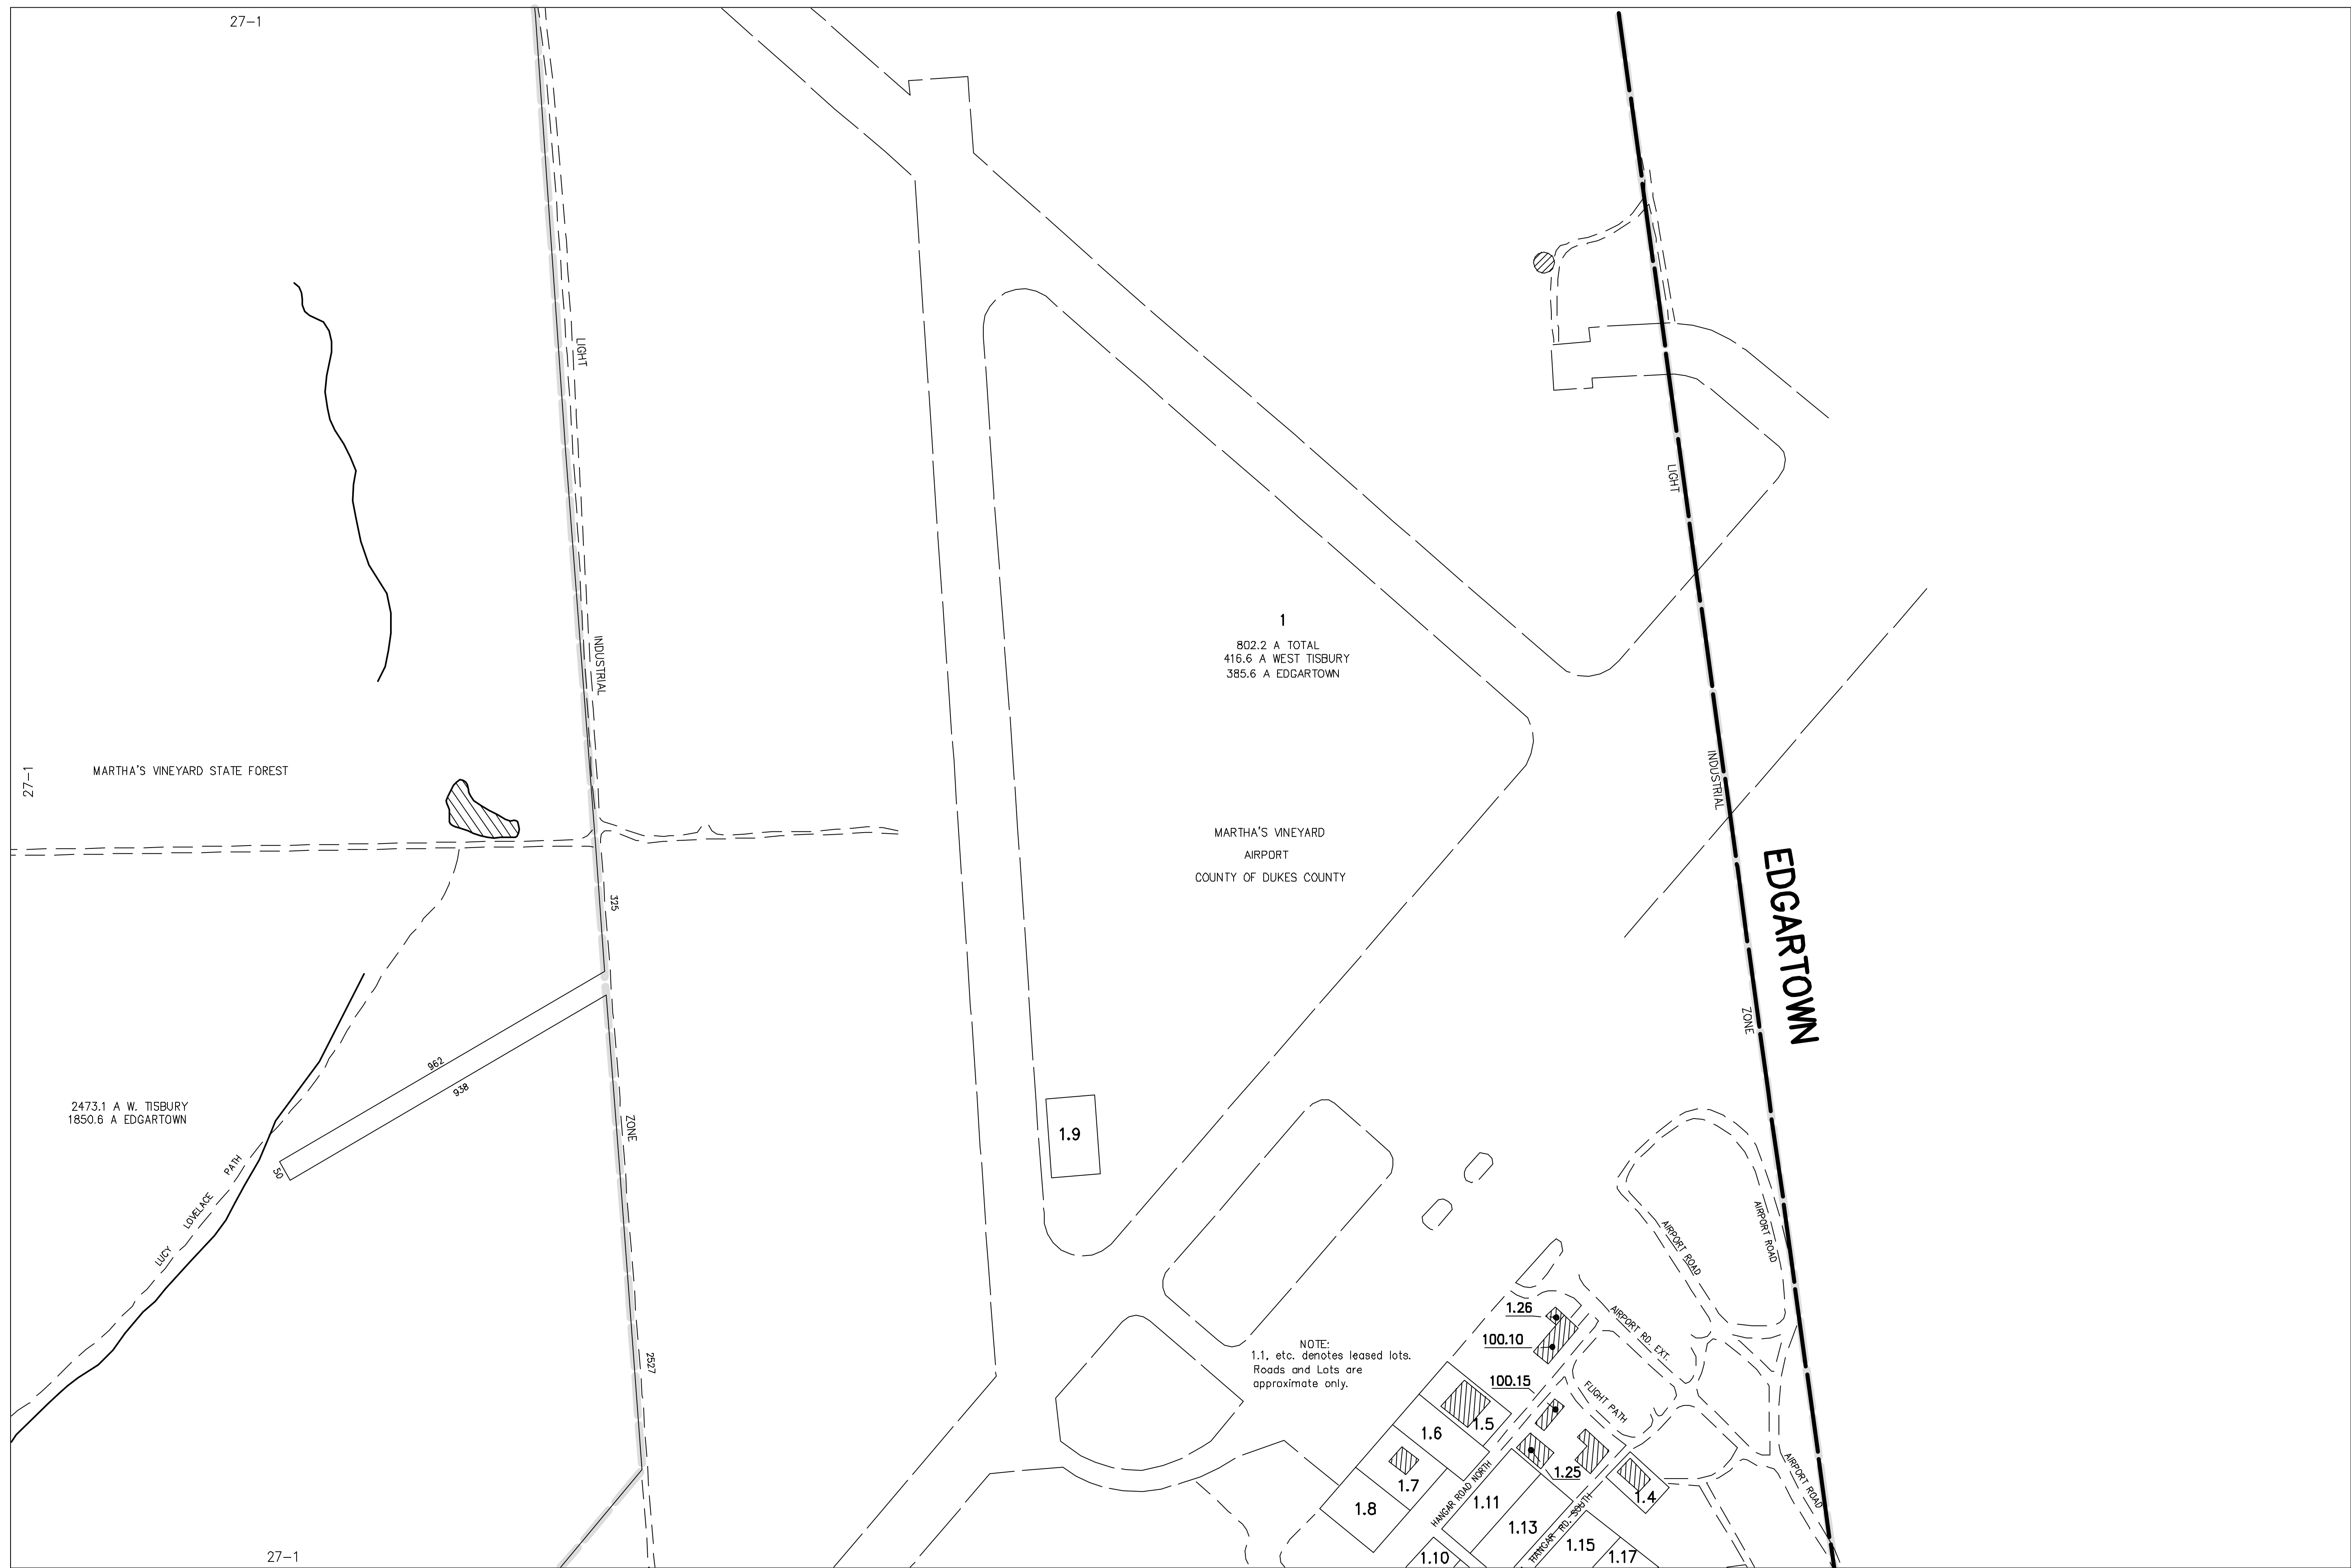 27-1
LIGHT
INDUSTRIAL
ZONE
LIGHT
INDUSTRIAL
ZONE
EDGARTOWN
1
802.2 A TOTAL
416.6 A WEST TISBURY
385.6 A EDGARTOWN
27-1
MARTHA'S VINEYARD STATE FOREST
MARTHA'S VINEYARD
AIRPORT
COUNTY OF DUKES COUNTY
325
962
938
50
2473.1 A W. TISBURY
1850.6 A EDGARTOWN
LUCY LOVELACE PATH
2527
1.9
AIRPORT ROAD
AIRPORT ROAD
AIRPORT RD. EXT.
FLIGHT PATH
AIRPORT ROAD
1.26
100.10
100.15
NOTE:
1.1, etc. denotes leased lots.
Roads and Lots are
approximate only.
1.5
1.6
1.7
1.8
1.25
1.4
HANGAR ROAD NORTH
1.11
1.13
HANGAR RD. SOUTH
1.15
1.17
1.10
27-1